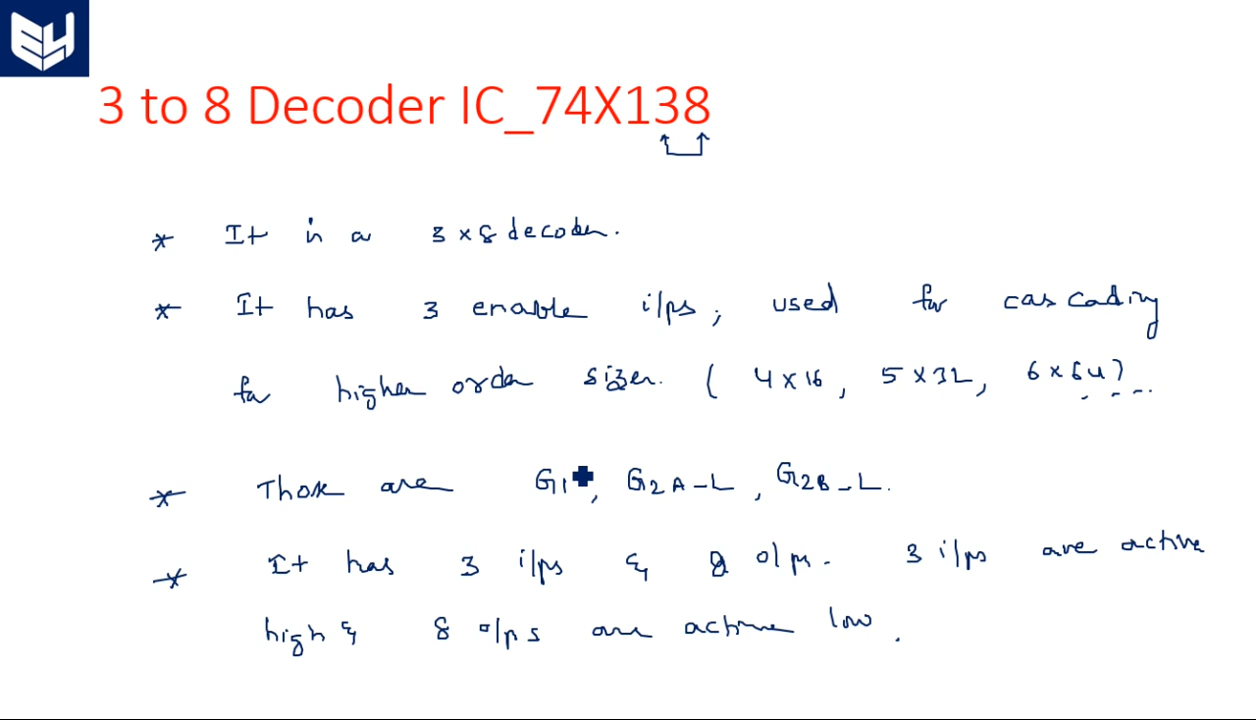 EY
3 to 8 Decoder IC_74X138
* It is a 3 x 8 decoder.
* It has 3 enable i/ps, used for cascading
for higher order sizes. ( 4 x 16, 5 x 32, 6 x 64) ....
* Those are G1, G2A_L, G2B_L.
* It has 3 i/ps & 8 o/ps. 3 i/ps are active
high & 8 o/ps are active low.